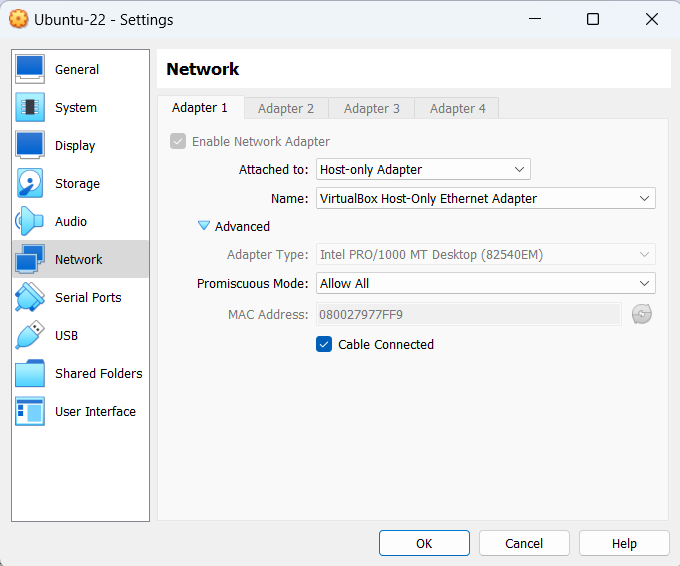 Ubuntu-22 - Settings
General
System
Display
Storage
Audio
Network
Serial Ports
USB
Shared Folders
User Interface
Network
Adapter 1 Adapter 2 Adapter 3 Adapter 4
Enable Network Adapter
Attached to: Host-only Adapter
Name: VirtualBox Host-Only Ethernet Adapter
Advanced
Adapter Type: Intel PRO/1000 MT Desktop (82540EM)
Promiscuous Mode: Allow All
MAC Address: 080027977FF9
Cable Connected
OK Cancel Help